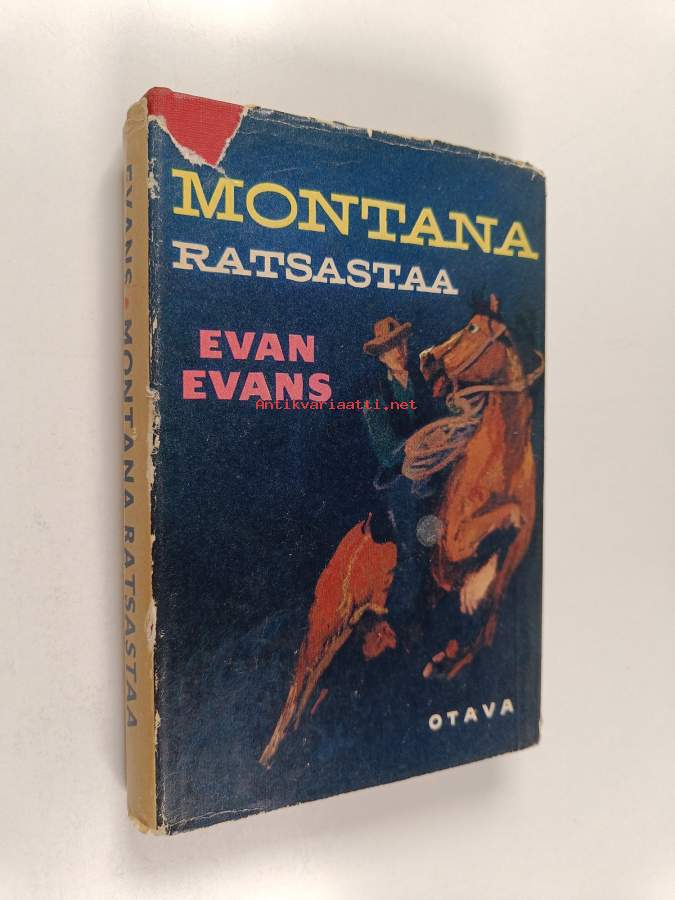 MONTANA
RATSASTAA
EVAN
EVANS
Antikvariaatti.net
OTAVA
EVANS • MONTANA RATSASTAA